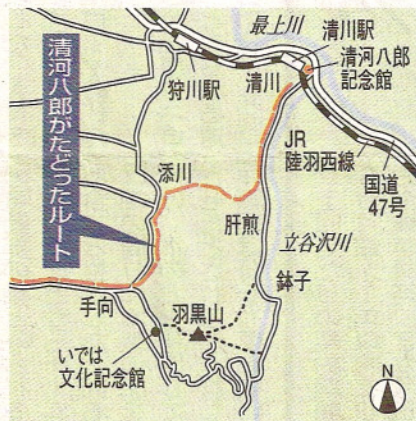 最上川
清川駅
清河八郎
記念館
狩川駅
清川
清河八郎がたどったルート
JR
陸羽西線
国道
47号
添川
肝煎
立谷沢川
鉢子
手向
羽黒山
いでは
文化記念館
N